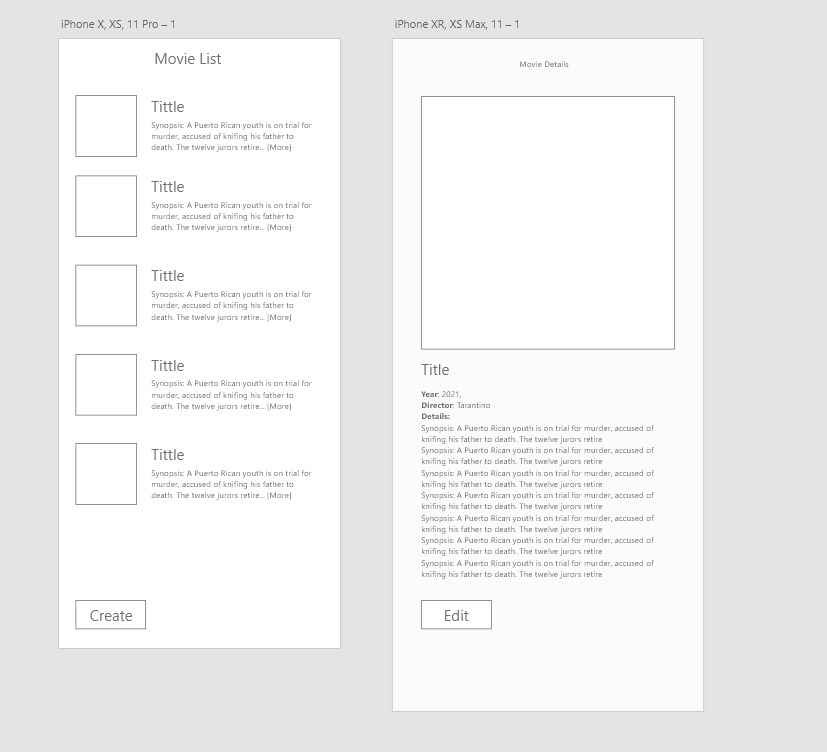 iPhone X, XS, 11 Pro – 1
Movie List
Tittle
Synopsis: A Puerto Rican youth is on trial for
murder, accused of knifing his father to
death. The twelve jurors retire... [More]
Tittle
Synopsis: A Puerto Rican youth is on trial for
murder, accused of knifing his father to
death. The twelve jurors retire... [More]
Tittle
Synopsis: A Puerto Rican youth is on trial for
murder, accused of knifing his father to
death. The twelve jurors retire... [More]
Tittle
Synopsis: A Puerto Rican youth is on trial for
murder, accused of knifing his father to
death. The twelve jurors retire... [More]
Tittle
Synopsis: A Puerto Rican youth is on trial for
murder, accused of knifing his father to
death. The twelve jurors retire... [More]
Create
iPhone XR, XS Max, 11 – 1
Movie Details
Title
Year: 2021,
Director: Tarantino
Details:
Synopsis: A Puerto Rican youth is on trial for murder, accused of
knifing his father to death. The twelve jurors retire
Synopsis: A Puerto Rican youth is on trial for murder, accused of
knifing his father to death. The twelve jurors retire
Synopsis: A Puerto Rican youth is on trial for murder, accused of
knifing his father to death. The twelve jurors retire
Synopsis: A Puerto Rican youth is on trial for murder, accused of
knifing his father to death. The twelve jurors retire
Synopsis: A Puerto Rican youth is on trial for murder, accused of
knifing his father to death. The twelve jurors retire
Synopsis: A Puerto Rican youth is on trial for murder, accused of
knifing his father to death. The twelve jurors retire
Synopsis: A Puerto Rican youth is on trial for murder, accused of
knifing his father to death. The twelve jurors retire
Edit